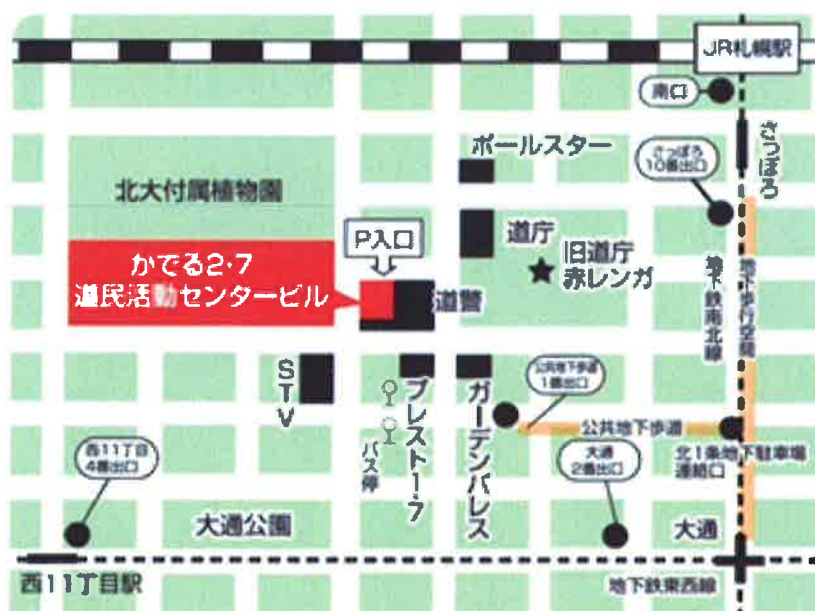 JR札幌駅
南口
さっぽろ
ポールスター
さっぽろ
10番出口
北大付属植物園
P入口
道庁
旧道庁
赤レンガ
かでる2・7
道民活動センタービル
道警
地下鉄南北線
地下歩行空間
STV
プレスト1・7
バス停
ガーデンパレス
公共地下歩道
1番出口
公共地下歩道
北1条地下駐車場
連絡口
西11丁目
4番出口
大通
2番出口
大通公園
大通
西11丁目駅
地下鉄東西線